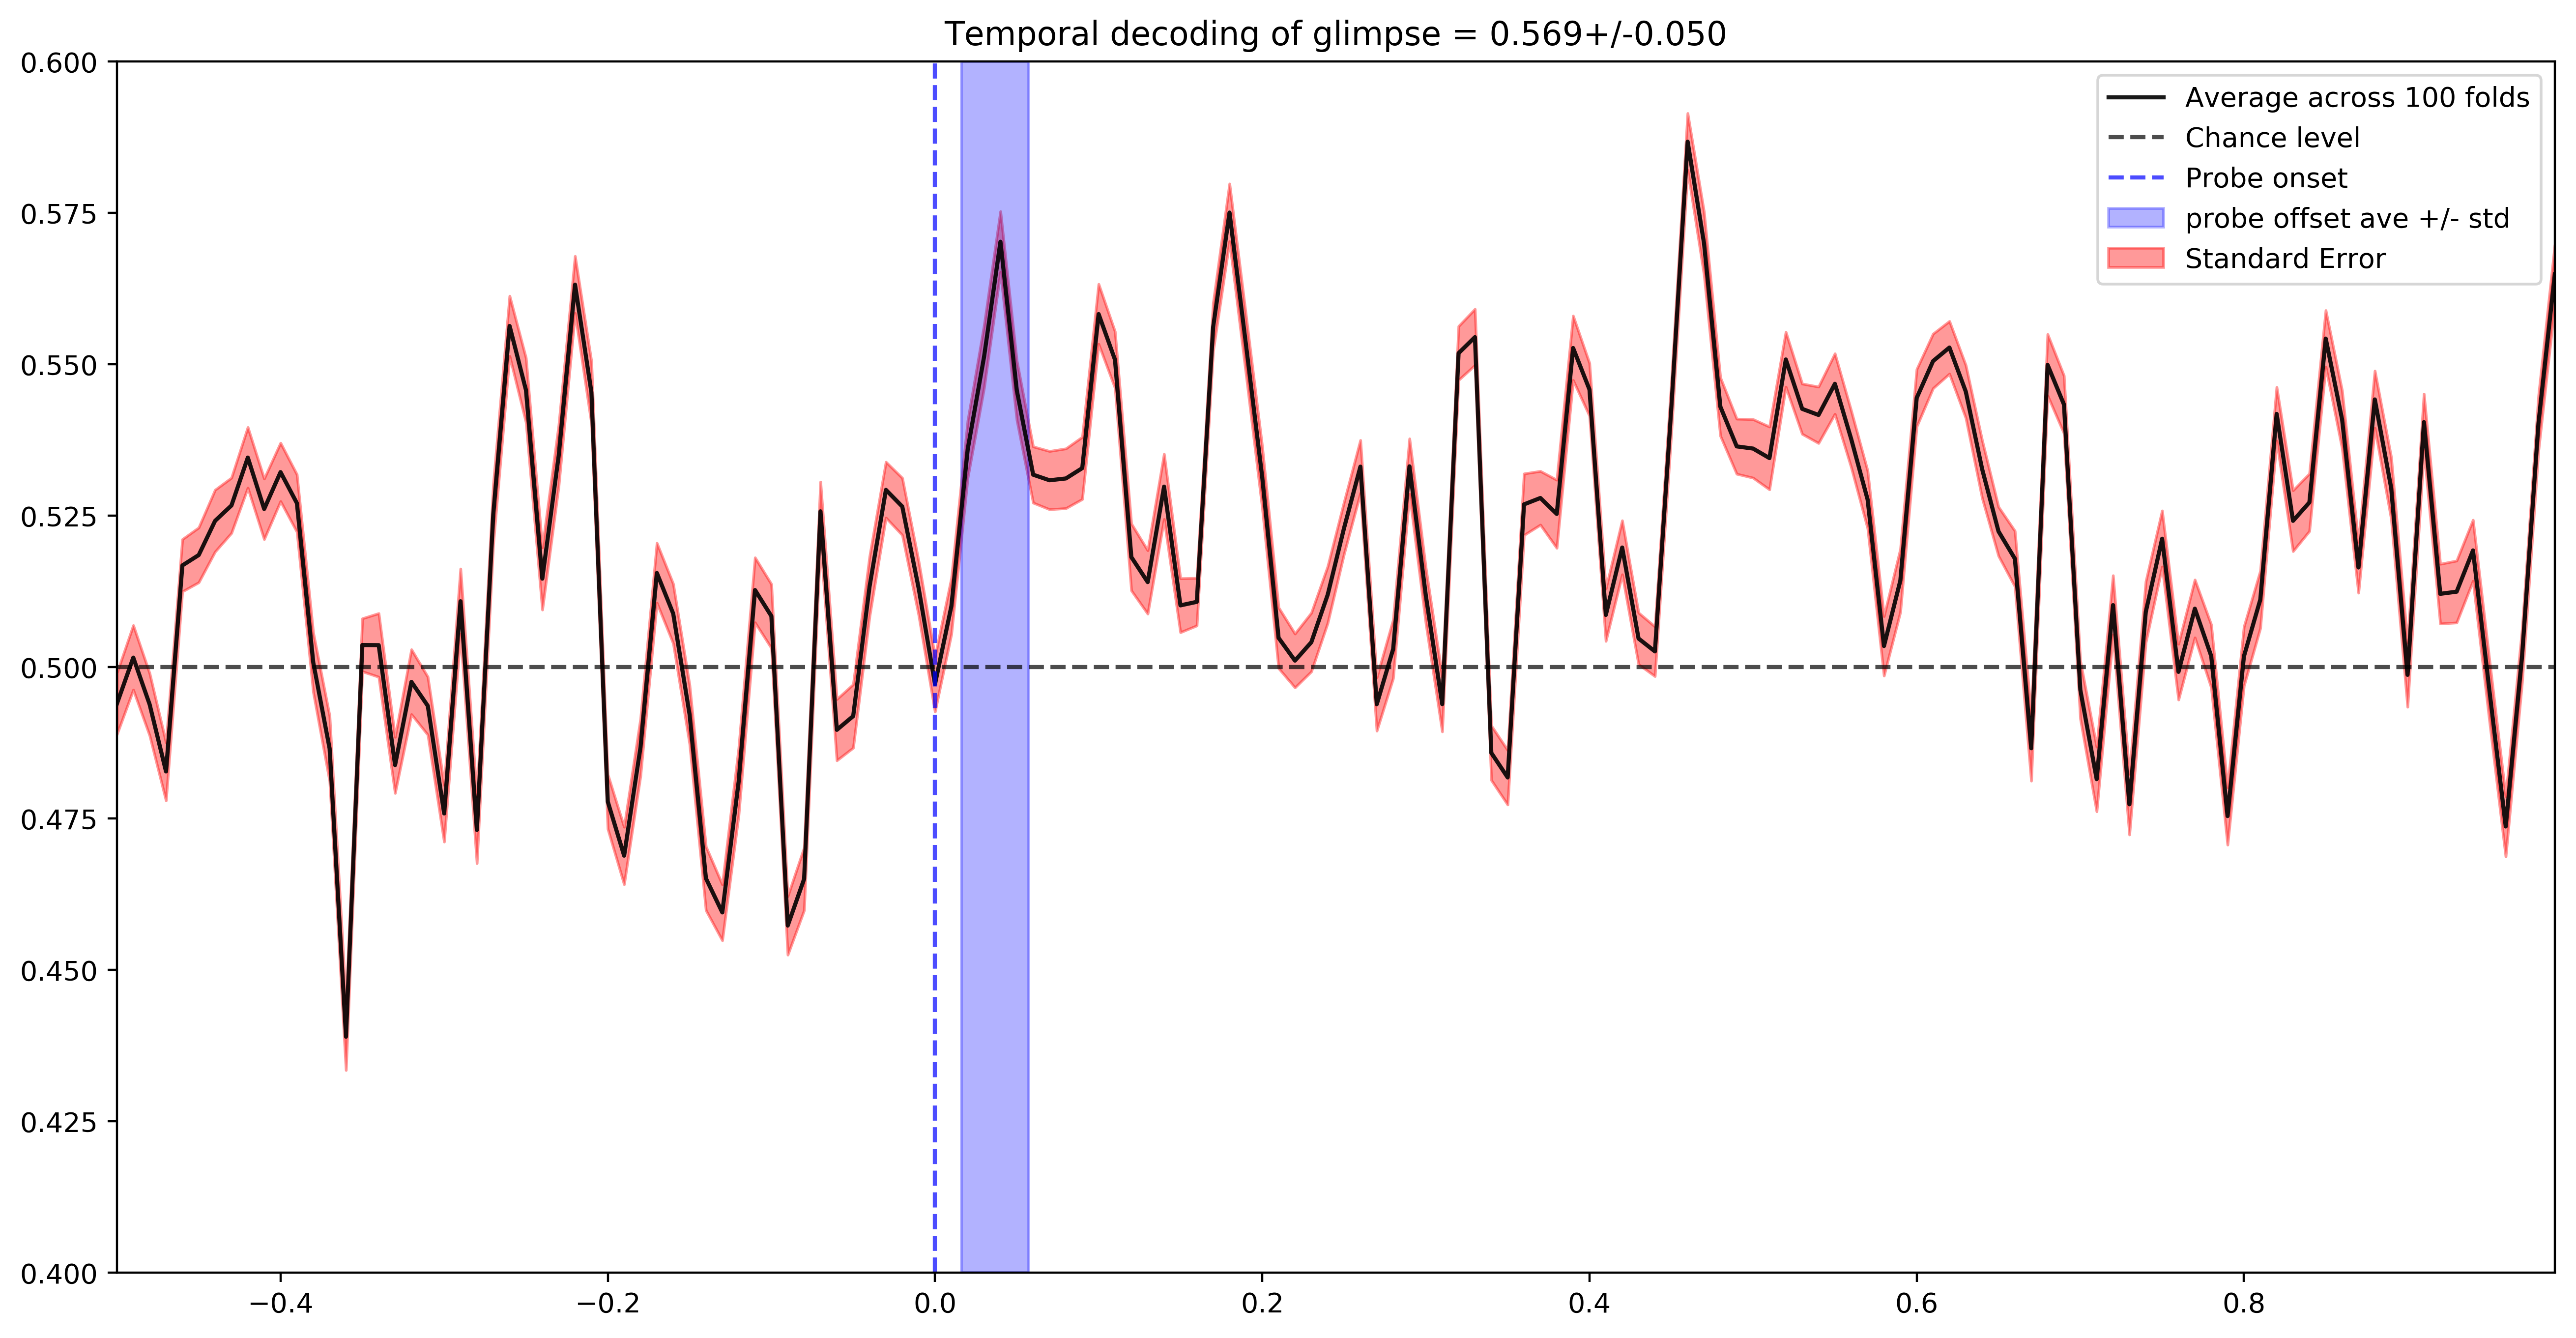 Temporal decoding of glimpse = 0.569+/-0.050
0.600
0.575
0.550
0.525
0.500
0.475
0.450
0.425
0.400
−0.4
−0.2
0.0
0.2
0.4
0.6
0.8
Average across 100 folds
Chance level
Probe onset
probe offset ave +/- std
Standard Error